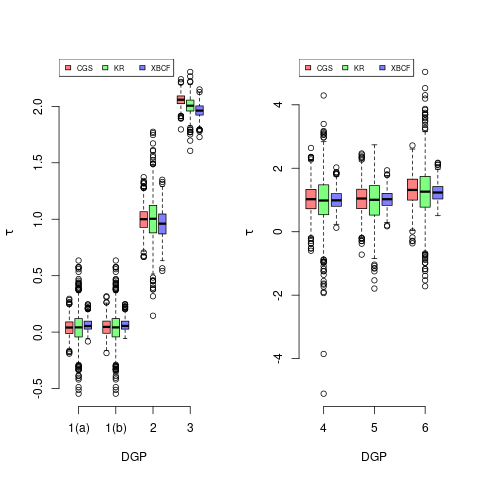 CGS KR XBCF
2.0
1.5
1.0
0.5
0.0
-0.5
τ
1(a) 1(b) 2 3
DGP
CGS KR XBCF
4
2
0
-2
-4
τ
4 5 6
DGP